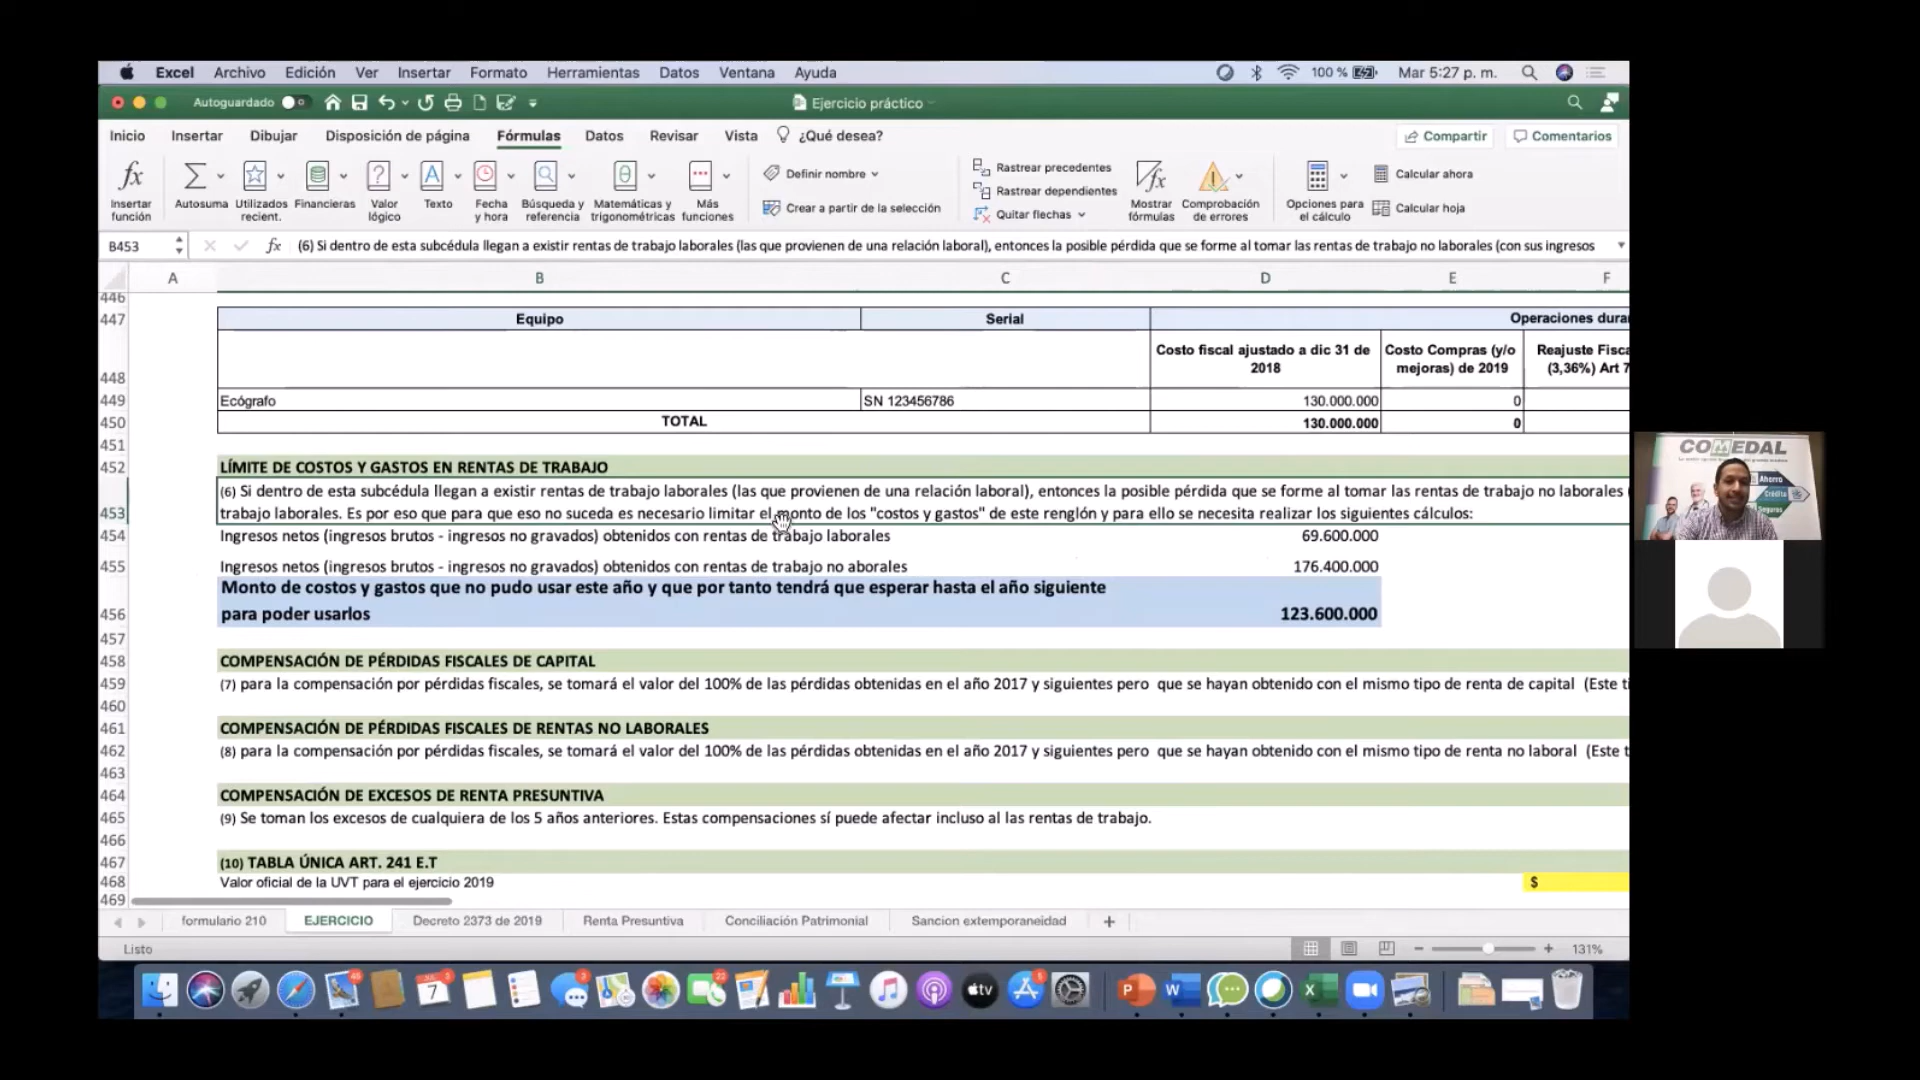 Excel Archivo Edición Ver Insertar Formato Herramientas Datos Ventana Ayuda 100 % Mar 5:27 p. m.
Autoguardado Ejercicio práctico
Inicio Insertar Dibujar Disposición de página Fórmulas Datos Revisar Vista ¿Qué desea? Compartir Comentarios
Insertar función Autosuma Utilizados recient. Financieras Valor lógico Texto Fecha y hora Búsqueda y referencia Matemáticas y trigonométricas Más funciones
Definir nombre
Crear a partir de la selección
Rastrear precedentes
Rastrear dependientes
Quitar flechas
Mostrar fórmulas Comprobación de errores Opciones para el cálculo
Calcular ahora
Calcular hoja
B453 fx (6) Si dentro de esta subcédula llegan a existir rentas de trabajo laborales (las que provienen de una relación laboral), entonces la posible pérdida que se forme al tomar las rentas de trabajo no laborales (con sus ingresos
A B C D E F
446
447 Equipo Serial Operaciones dura
448 Costo fiscal ajustado a dic 31 de 2018 Costo Compras (y/o mejoras) de 2019 Reajuste Fisca (3,36%) Art 7
449 Ecógrafo SN 123456786 130.000.000 0
450 TOTAL 130.000.000 0
451
452 LÍMITE DE COSTOS Y GASTOS EN RENTAS DE TRABAJO
(6) Si dentro de esta subcédula llegan a existir rentas de trabajo laborales (las que provienen de una relación laboral), entonces la posible pérdida que se forme al tomar las rentas de trabajo no laborales (
453 trabajo laborales. Es por eso que para que eso no suceda es necesario limitar el monto de los "costos y gastos" de este renglón y para ello se necesita realizar los siguientes cálculos:
454 Ingresos netos (ingresos brutos - ingresos no gravados) obtenidos con rentas de trabajo laborales 69.600.000
455 Ingresos netos (ingresos brutos - ingresos no gravados) obtenidos con rentas de trabajo no aborales 176.400.000
Monto de costos y gastos que no pudo usar este año y que por tanto tendrá que esperar hasta el año siguiente
456 para poder usarlos 123.600.000
457
458 COMPENSACIÓN DE PÉRDIDAS FISCALES DE CAPITAL
459 (7) para la compensación por pérdidas fiscales, se tomará el valor del 100% de las pérdidas obtenidas en el año 2017 y siguientes pero que se hayan obtenido con el mismo tipo de renta de capital (Este ti
460
461 COMPENSACIÓN DE PÉRDIDAS FISCALES DE RENTAS NO LABORALES
462 (8) para la compensación por pérdidas fiscales, se tomará el valor del 100% de las pérdidas obtenidas en el año 2017 y siguientes pero que se hayan obtenido con el mismo tipo de renta no laboral (Este t
463
464 COMPENSACIÓN DE EXCESOS DE RENTA PRESUNTIVA
465 (9) Se toman los excesos de cualquiera de los 5 años anteriores. Estas compensaciones sí puede afectar incluso al las rentas de trabajo.
466
467 (10) TABLA ÚNICA ART. 241 E.T
468 Valor oficial de la UVT para el ejercicio 2019 $
469
formulario 210 EJERCICIO Decreto 2373 de 2019 Renta Presuntiva Conciliación Patrimonial Sancion extemporaneidad
Listo 131%
7
tv
P W X
COMEDAL
Ahorro
Crédito